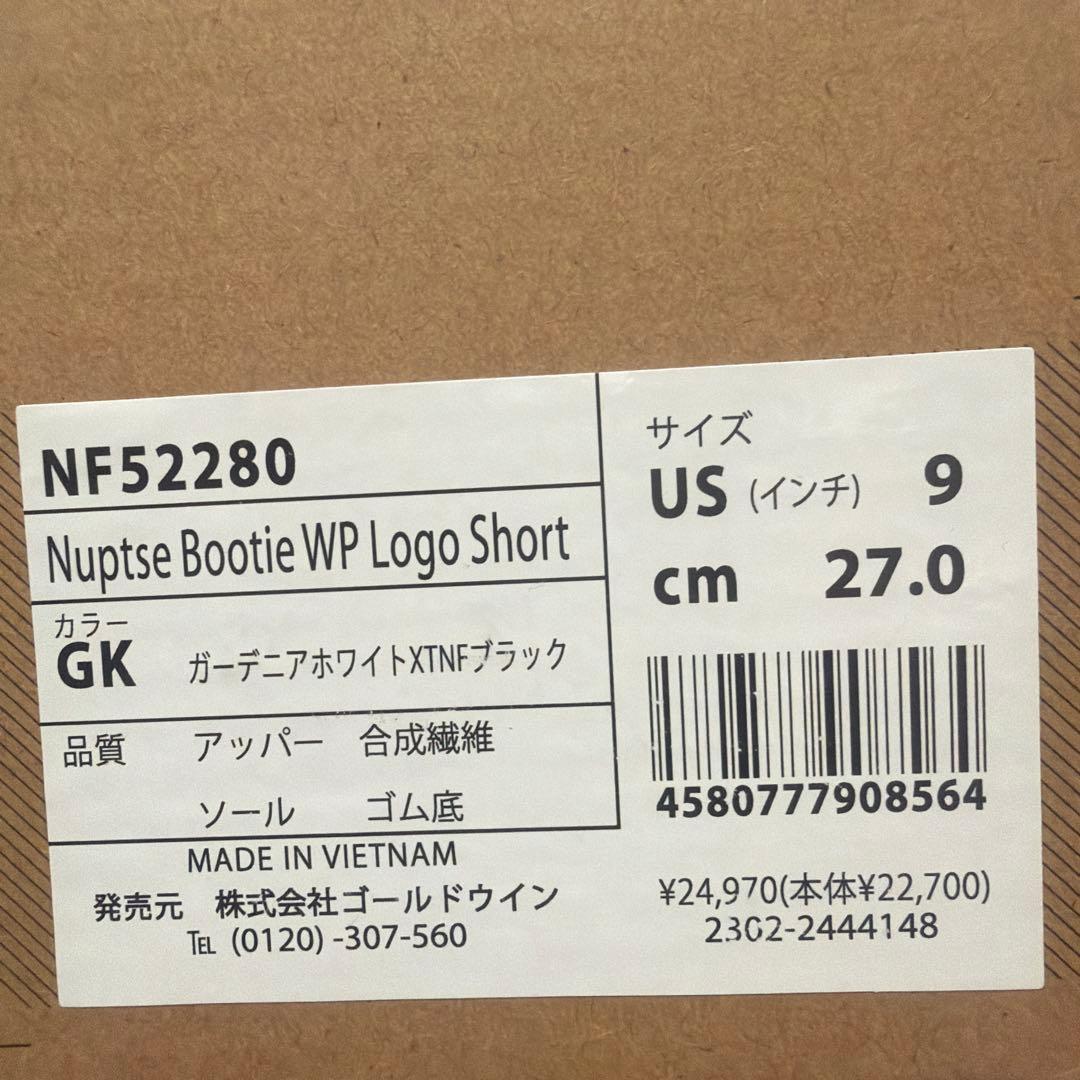 NF52280
Nuptse Bootie WP Logo Short
カラー
GK ガーデニアホワイトXTNFブラック
品質 アッパー 合成繊維
ソール ゴム底
MADE IN VIETNAM
発売元 株式会社ゴールドウイン
℡ (0120) -307-560
サイズ
US (インチ) 9
cm 27.0
4580777908564
¥24,970(本体¥22,700)
2302-2444148